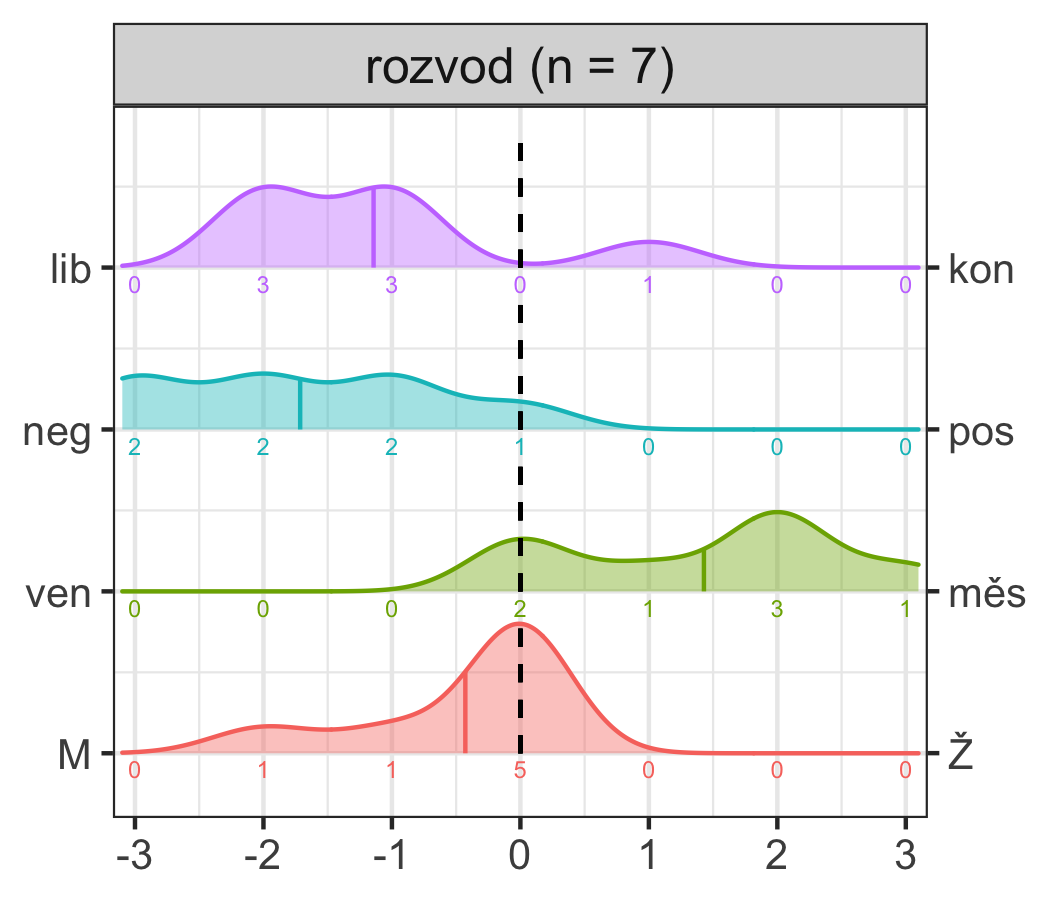 rozvod (n = 7)
lib kon
0 3 3 0 1 0 0
neg pos
2 2 2 1 0 0 0
ven měs
0 0 0 2 1 3 1
M Ž
0 1 1 5 0 0 0
-3 -2 -1 0 1 2 3